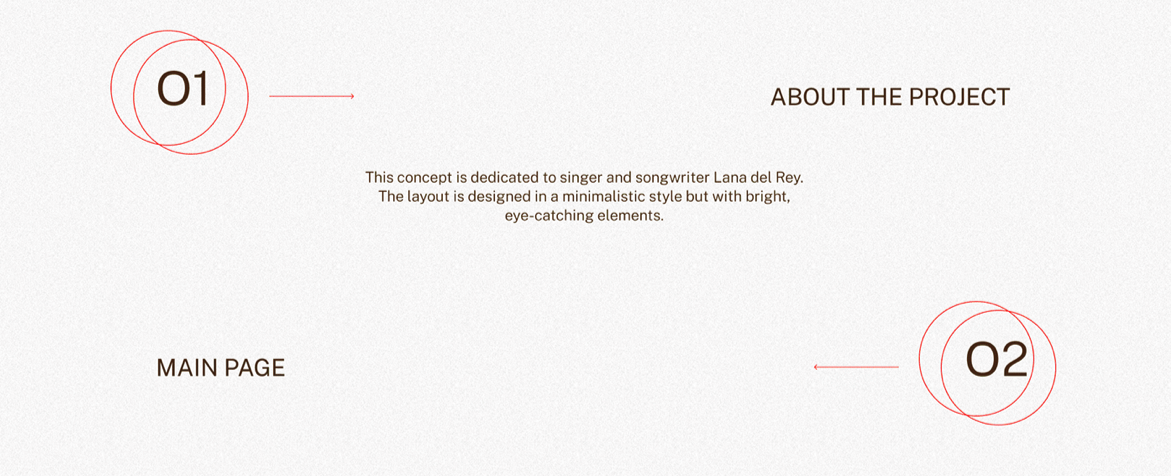 01
ABOUT THE PROJECT
This concept is dedicated to singer and songwriter Lana del Rey.
The layout is designed in a minimalistic style but with bright,
eye-catching elements.
MAIN PAGE
02